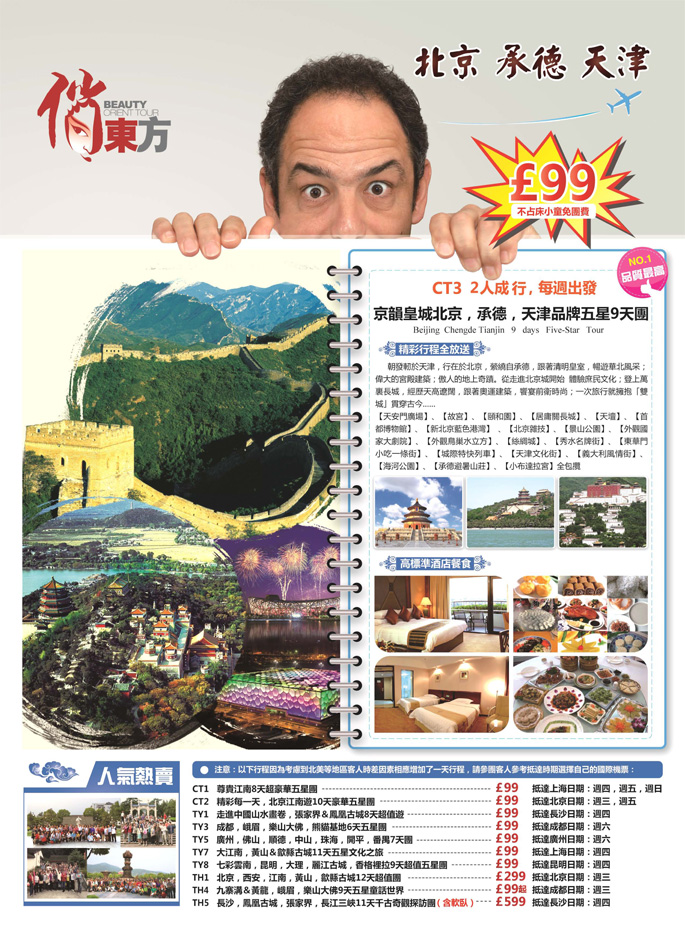 北京 承德 天津
俏東方
BEAUTY
ORIENT TOUR
£99
不占床小童免團費
NO.1
品質最高
CT3 2人成行，每週出發
京韻皇城北京，承德，天津品牌五星9天團
Beijing Chengde Tianjin 9 days Five-Star Tour
精彩行程全放送
朝發軔於天津，行在於北京，縈繞自承德，跟著清明皇室，暢遊華北風采；
偉大的宮殿建築；傲人的地上奇蹟。從走進北京城開始 體驗庶民文化；登上萬
裏長城，經歷天高遼闊，跟著奧運建築，響宴前衛時尚；一次旅行就擁抱「雙
城」貫穿古今......
【天安門廣場】、【故宮】、【頤和園】、【居庸關長城】、【天壇】、【首
都博物館】、【新北京藍色港灣】、【北京雜技】、【景山公園】、【外觀國
家大劇院】、【外觀鳥巢水立方】、【絲綢城】、【秀水名牌街】、【東華門
小吃一條街】、【城際特快列車】、【天津文化街】、【義大利風情街】、
【海河公園】、【承德避暑山莊】、【小布達拉宮】全包攬
高標準酒店餐食
人氣熱賣
● 注意：以下行程因為考慮到北美等地區客人時差因素相應增加了一天行程，請參團客人參考抵達時期選擇自己的國際機票：
CT1 尊貴江南8天超豪華五星團 £99 抵達上海日期：週四，週五，週日
CT2 精彩每一天，北京江南遊10天豪華五星團 £99 抵達北京日期：週三，週五
TY1 走進中國山水畫卷，張家界&鳳凰古城8天超值遊 £99 抵達長沙日期：週四
TY3 成都，峨嵋，樂山大佛，熊貓基地6天五星團 £99 抵達成都日期：週六
TY5 廣州，佛山，順德，中山，珠海，開平，番禺7天團 £99 抵達廣州日期：週六
TY7 大江南，黃山&歙縣古城11天五星文化之旅 £99 抵達上海日期：週四
TY8 七彩雲南，昆明，大理，麗江古城，香格裡拉9天超值五星團 £99 抵達昆明日期：週四
TH1 北京，西安，江南，黃山，歙縣古城12天超值團 £299 抵達北京日期：週三
TH4 九寨溝&黃龍，峨嵋，樂山大佛9天五星童話世界 £99起 抵達成都日期：週三
TH5 長沙，鳳凰古城，張家界，長江三峽11天千古奇觀探訪團（含軟臥） £599 抵達長沙日期：週四